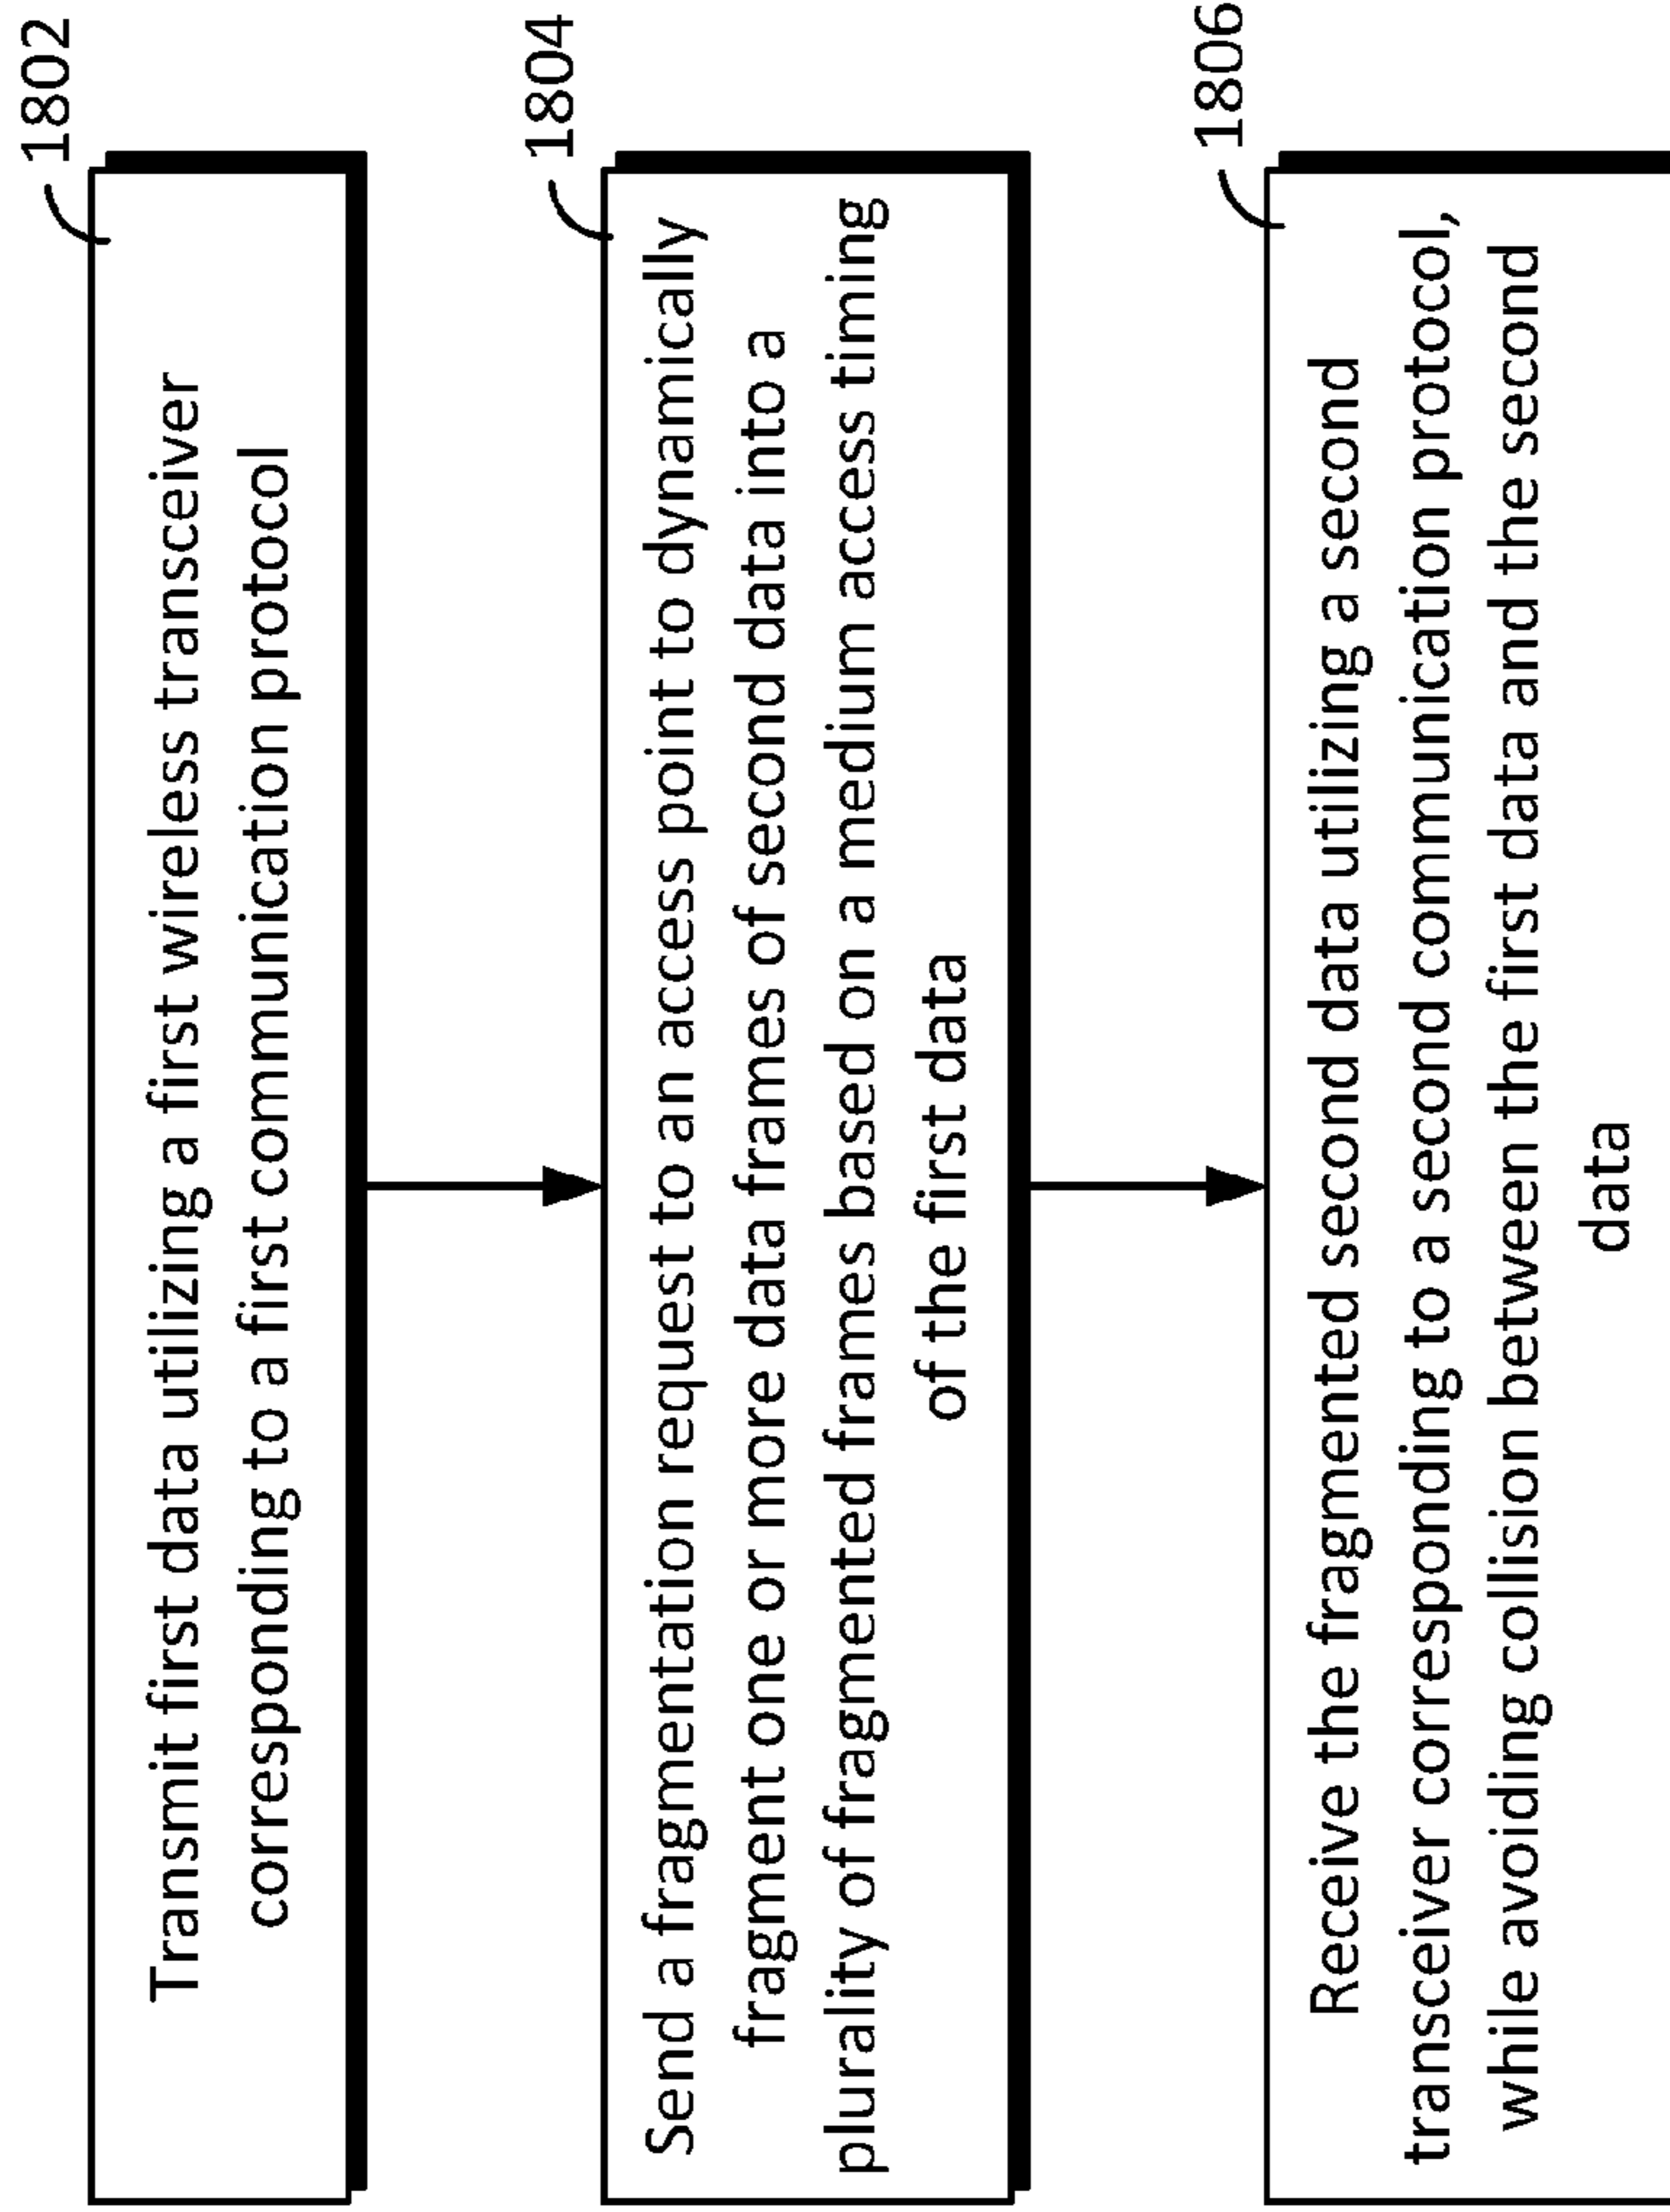 1802
Transmit first data utilizing a first wireless transceiver
corresponding to a first communication protocol
1804
Send a fragmentation request to an access point to dynamically
fragment one or more data frames of second data into a
plurality of fragmented frames based on a medium access timing
of the first data
1806
Receive the fragmented second data utilizing a second
transceiver corresponding to a second communication protocol,
while avoiding collision between the first data and the second
data